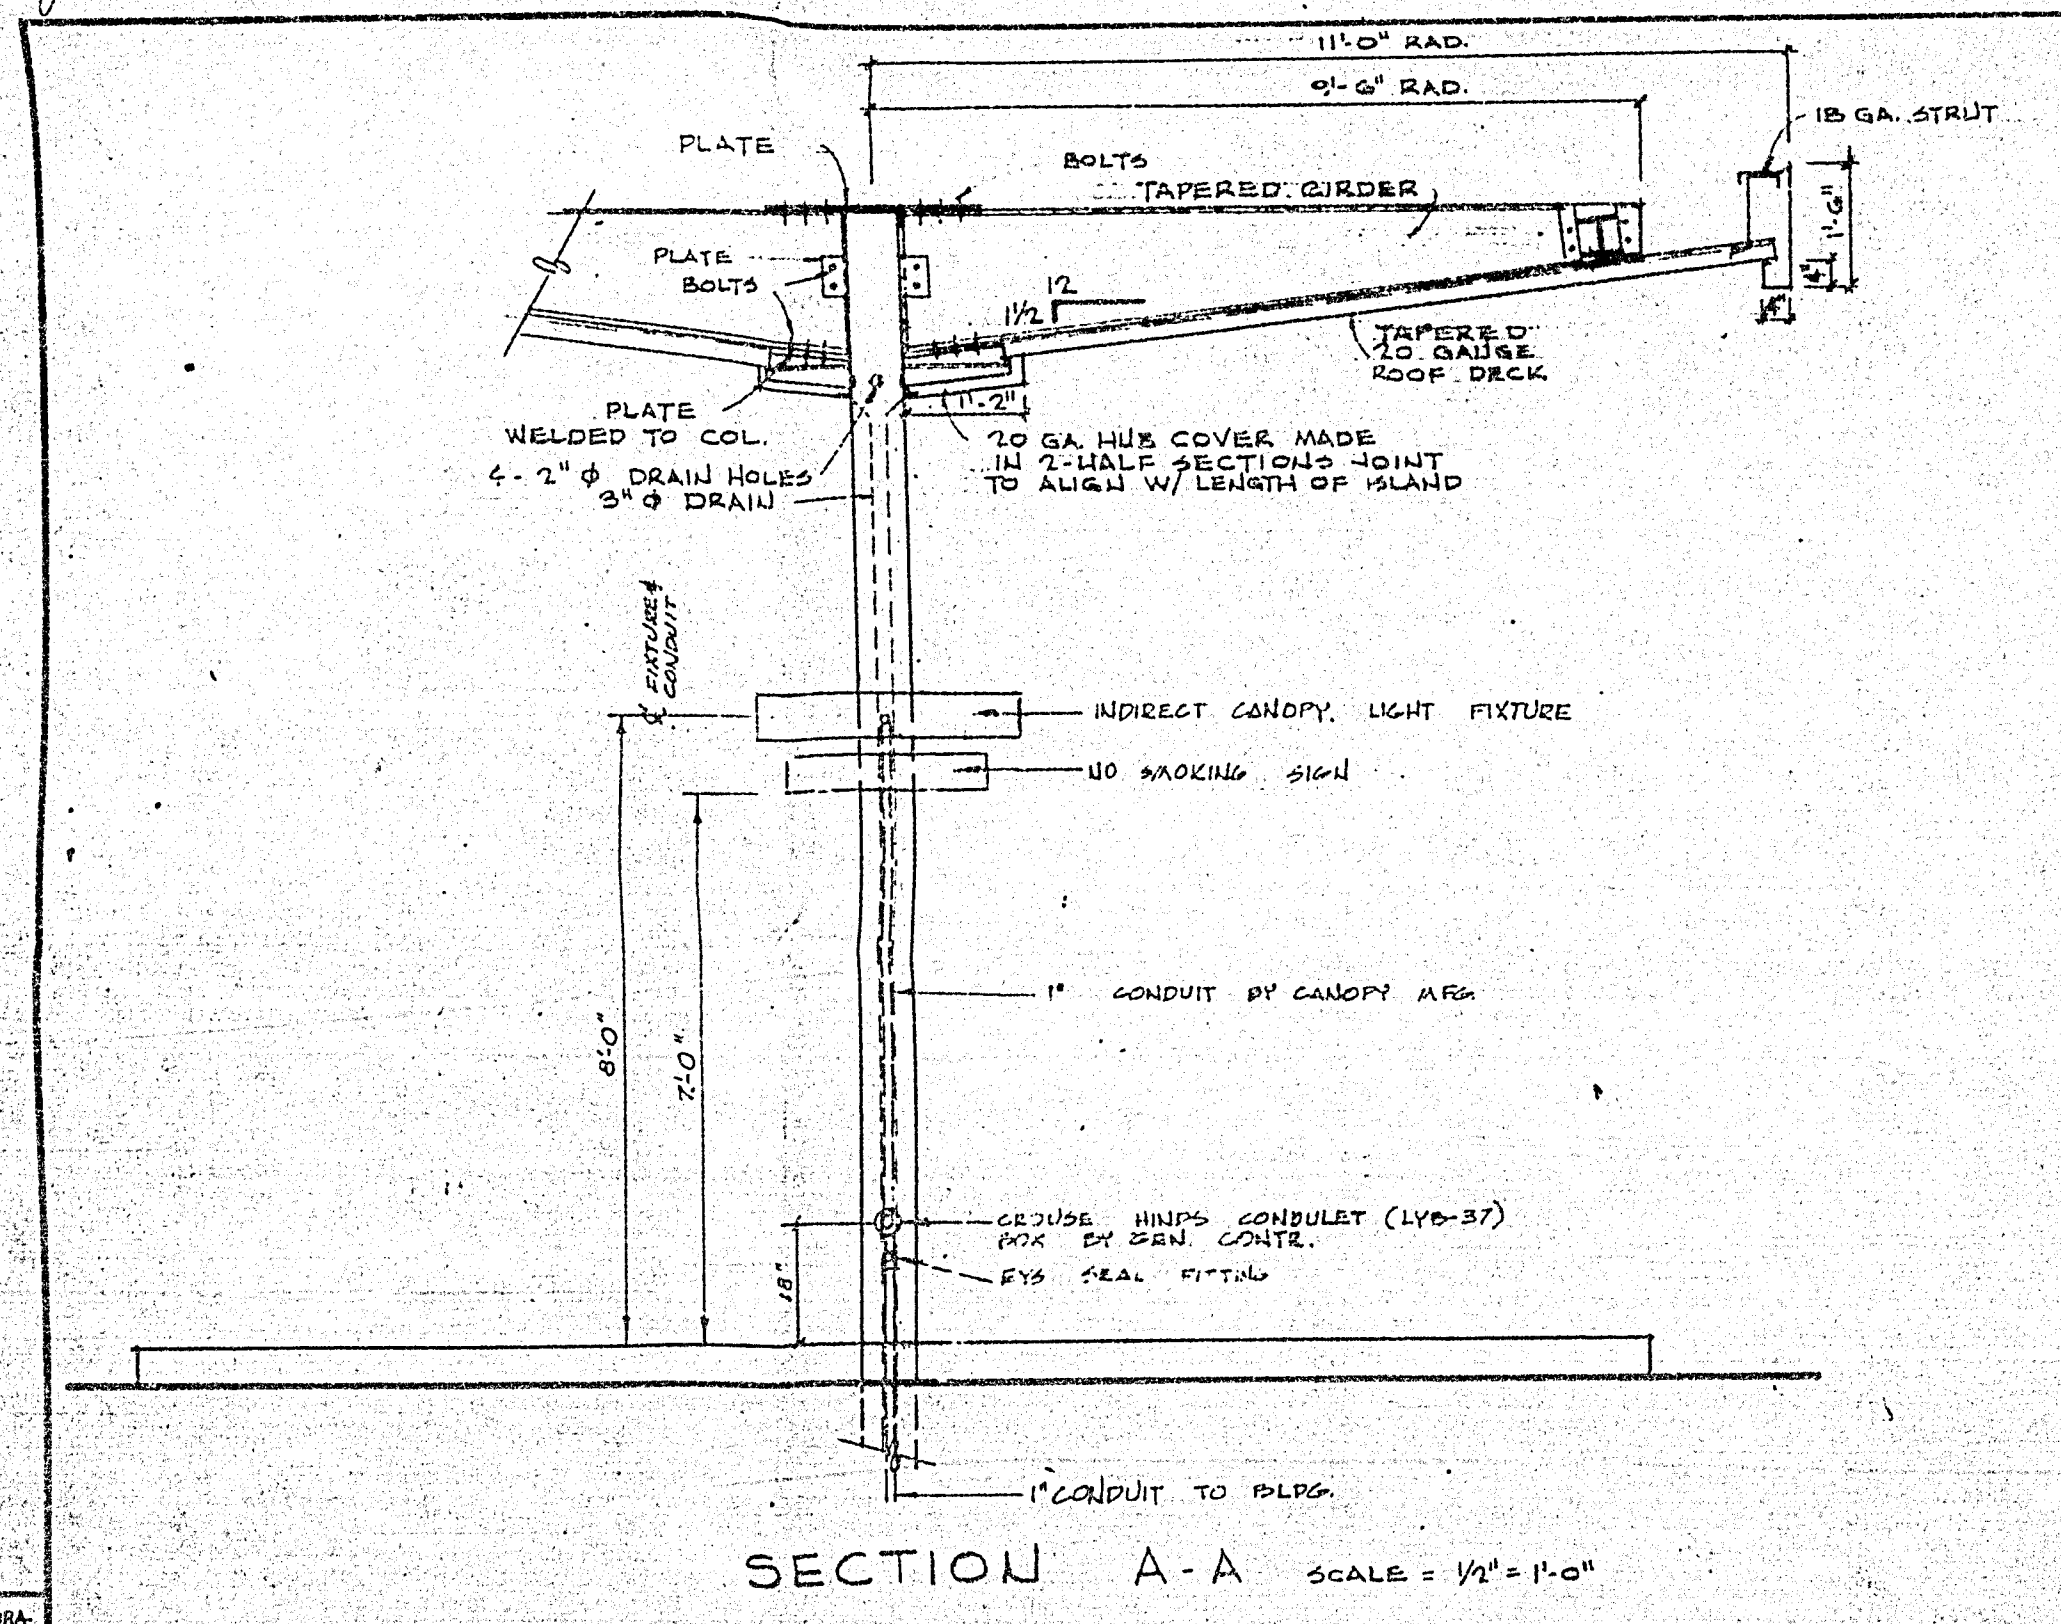 11'-0" RAD.
9'-6" RAD.
18 GA. STRUT
PLATE
BOLTS
TAPERED GIRDER
1'-6"
PLATE
BOLTS
12
1 1/2
4"
4"
TAPERED
20 GAUGE
ROOF DECK
PLATE
WELDED TO COL.
1'-2"
4 - 2" Φ DRAIN HOLES
3" Φ DRAIN
20 GA. HUB COVER MADE
IN 2-HALF SECTIONS JOINT
TO ALIGN W/ LENGTH OF ISLAND
℄ FIXTURE &
CONDUIT
INDIRECT CANOPY LIGHT FIXTURE
NO SMOKING SIGN
1" CONDUIT BY CANOPY MFG.
8'-0"
7'-0"
CROUSE HINDS CONDULET (LYB-37)
BOX BY GEN. CONTR.
EYS SEAL FITTING
18"
1" CONDUIT TO BLDG.
SECTION A-A SCALE = 1/2" = 1'-0"